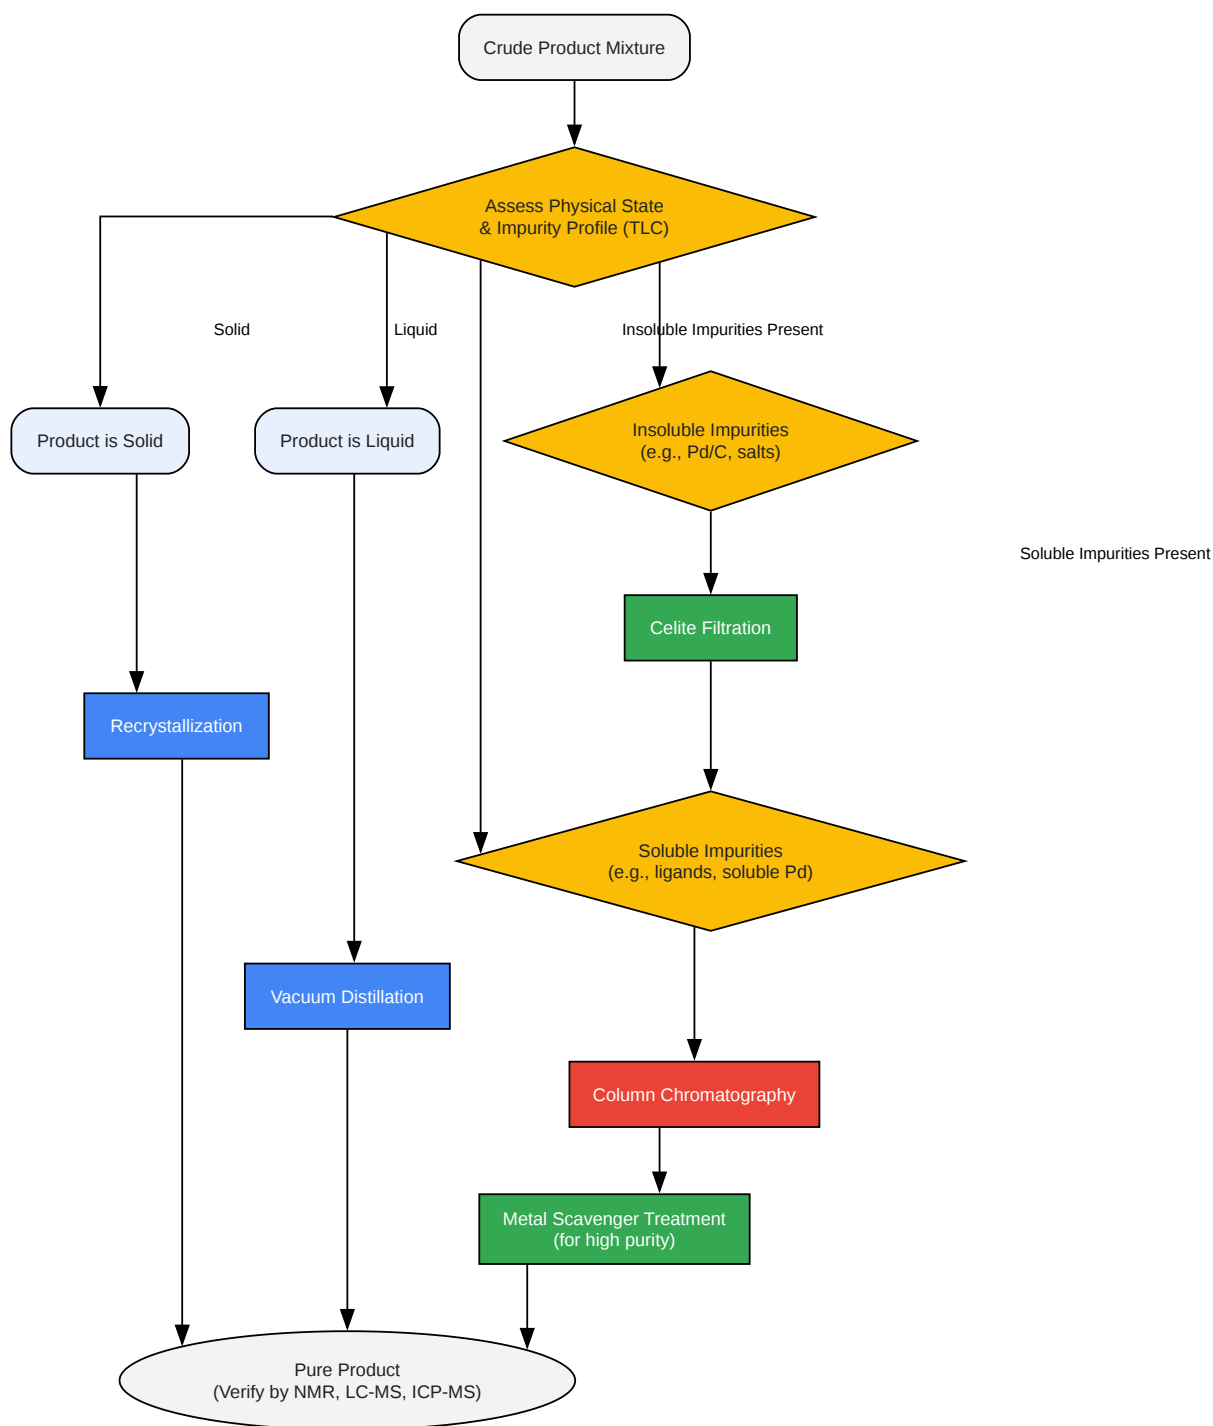 Crude Product Mixture
Assess Physical State
& Impurity Profile (TLC)
Solid
Liquid
Insoluble Impurities Present
Product is Solid
Product is Liquid
Insoluble Impurities
(e.g., Pd/C, salts)
Soluble Impurities Present
Celite Filtration
Recrystallization
Soluble Impurities
(e.g., ligands, soluble Pd)
Vacuum Distillation
Column Chromatography
Metal Scavenger Treatment
(for high purity)
Pure Product
(Verify by NMR, LC-MS, ICP-MS)